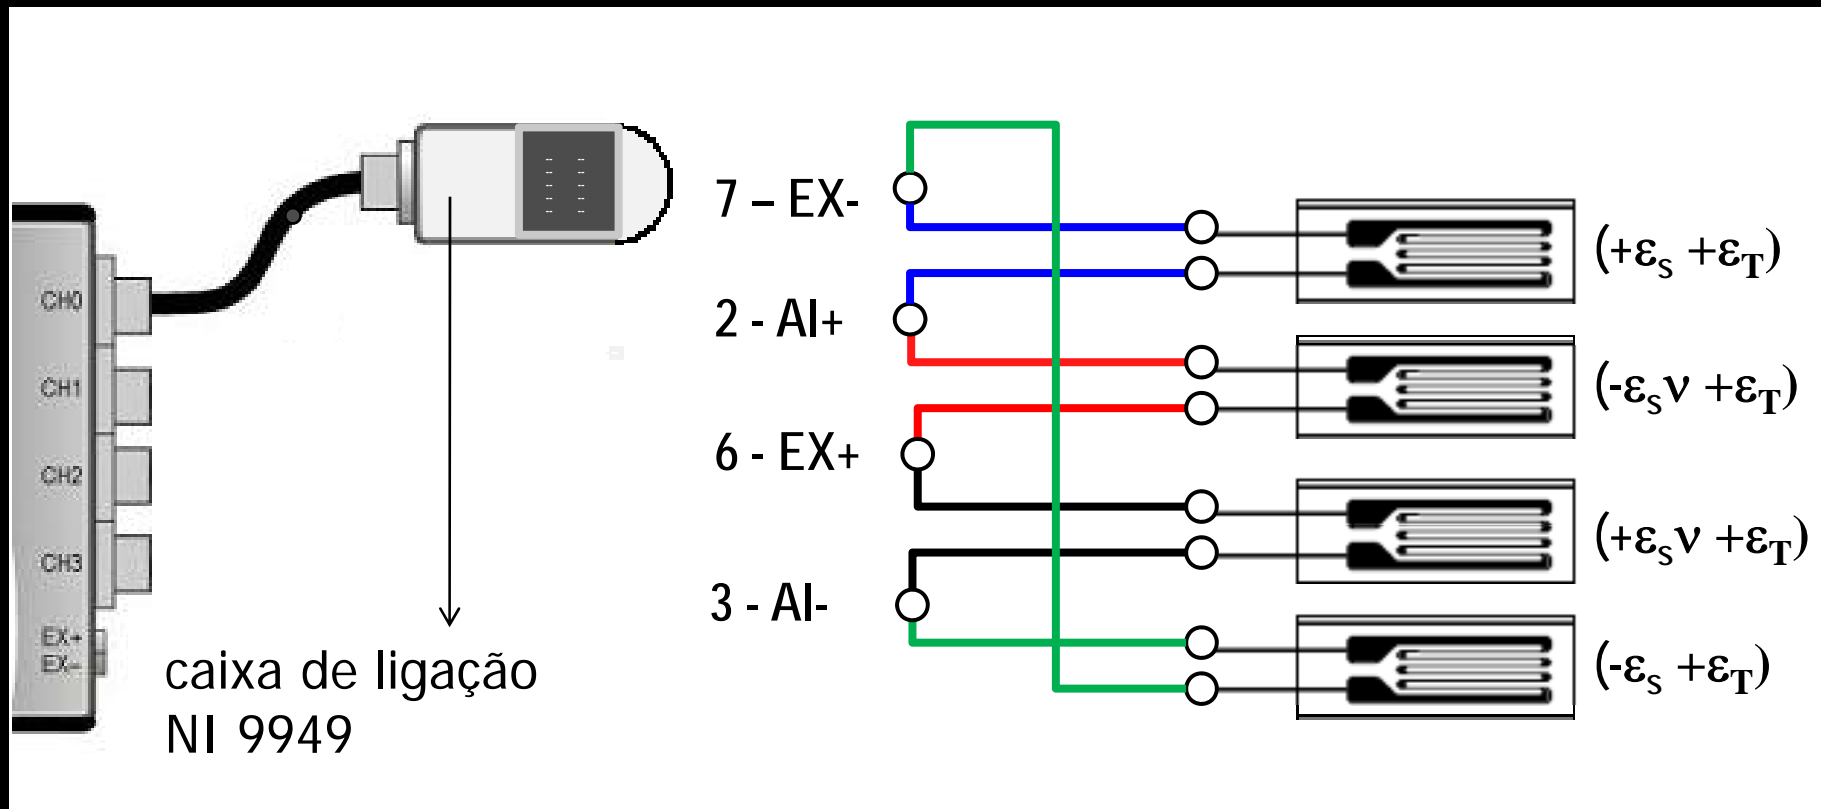 CH0
CH1
CH2
CH3
EX+
EX-
caixa de ligação
NI 9949
7 – EX-
2 - AI+
6 - EX+
3 - AI-
(+εS +εT)
(-εSν +εT)
(+εSν +εT)
(-εS +εT)